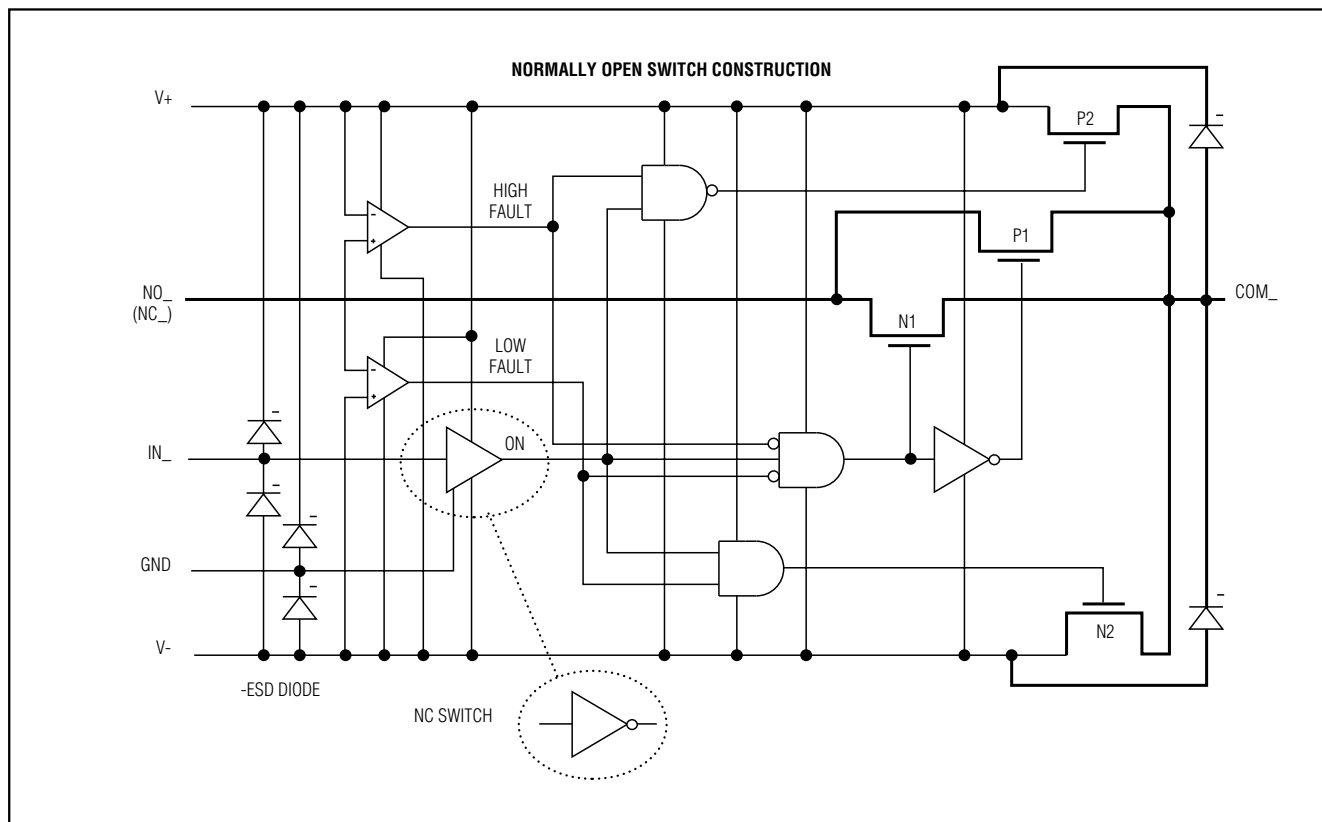 NORMALLY OPEN SWITCH CONSTRUCTION
V+
P2
HIGH
FAULT
P1
NO_
(NC_)
COM_
N1
LOW
FAULT
ON
IN_
GND
N2
V-
-ESD DIODE
NC SWITCH